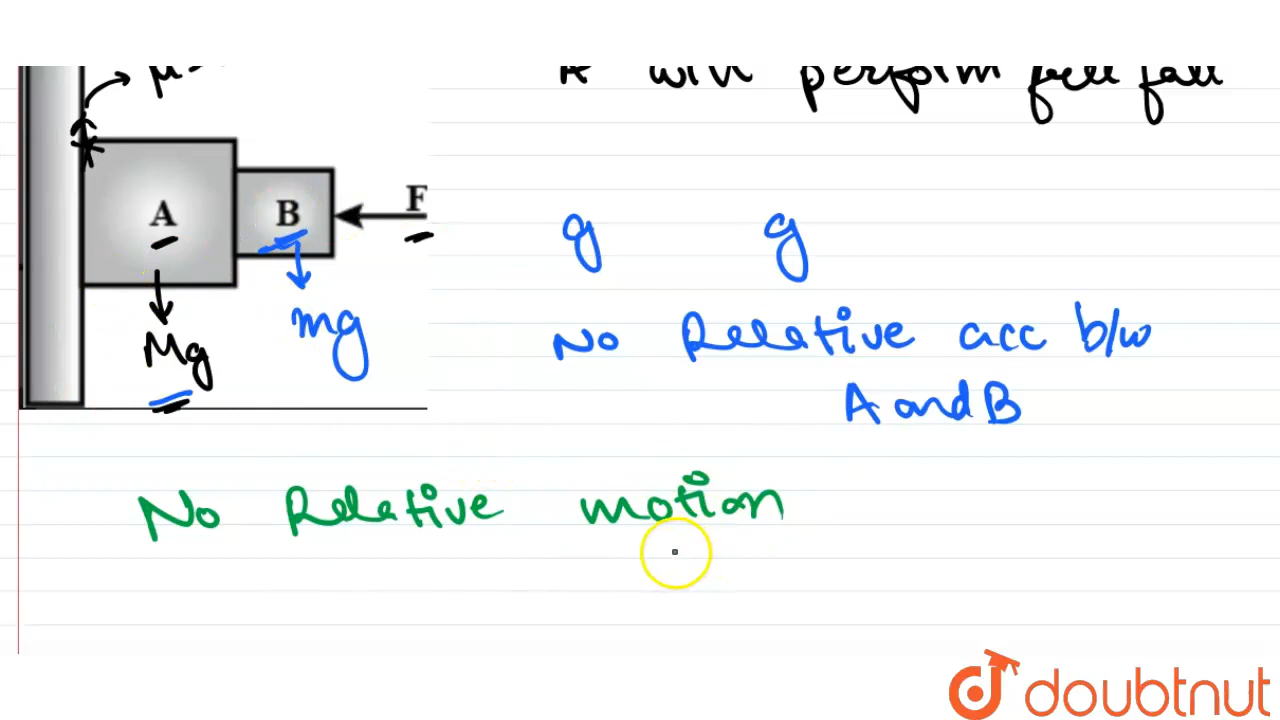 A will perform free fall
A
B
F
g g
Mg
mg
No Relative acc b/w
A and B
No Relative motion
doubtnut